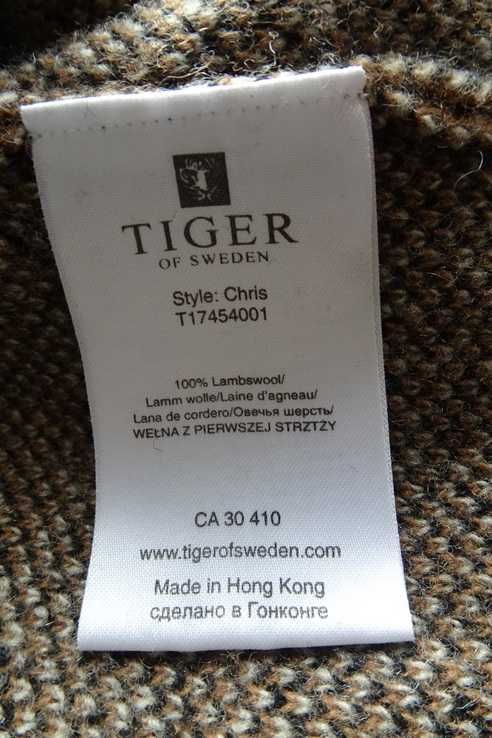 TIGER
OF SWEDEN
Style: Chris
T17454001
100% Lambswool/
Lamm wolle/Laine d'agneau/
Lana de cordero/Овечья шерсть/
WEŁNA Z PIERWSZEJ STRZTŻY
CA 30 410
www.tigerofsweden.com
Made in Hong Kong
сделано в Гонконге